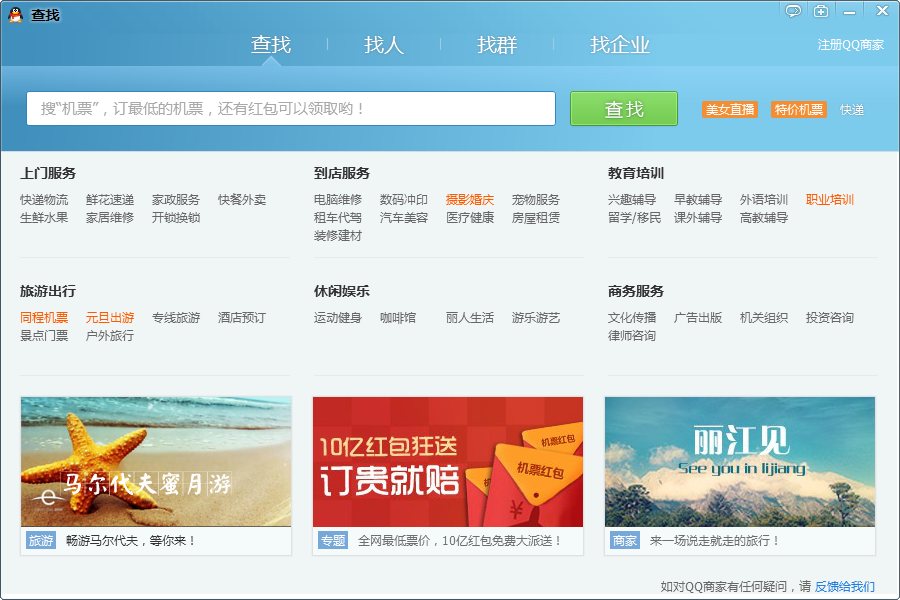 查找
查找 找人 找群 找企业
注册QQ商家
搜“机票”，订最低的机票，还有红包可以领取哟！
查找
美女直播 特价机票 快递
上门服务
快递物流 鲜花速递 家政服务 快餐外卖
生鲜水果 家居维修 开锁换锁
到店服务
电脑维修 数码冲印 摄影婚庆 宠物服务
租车代驾 汽车美容 医疗健康 房屋租赁
装修建材
教育培训
兴趣辅导 早教辅导 外语培训 职业培训
留学/移民 课外辅导 高教辅导
旅游出行
同程机票 元旦出游 专线旅游 酒店预订
景点门票 户外旅行
休闲娱乐
运动健身 咖啡馆 丽人生活 游乐游艺
商务服务
文化传播 广告出版 机关组织 投资咨询
律师咨询
马尔代夫蜜月游
旅游 畅游马尔代夫，等你来！
10亿红包狂送
订贵就赔
机票红包
机票红包
专题 全网最低票价，10亿红包免费大派送！
丽江见
See you in lijiang
商家 来一场说走就走的旅行！
如对QQ商家有任何疑问，请 反馈给我们